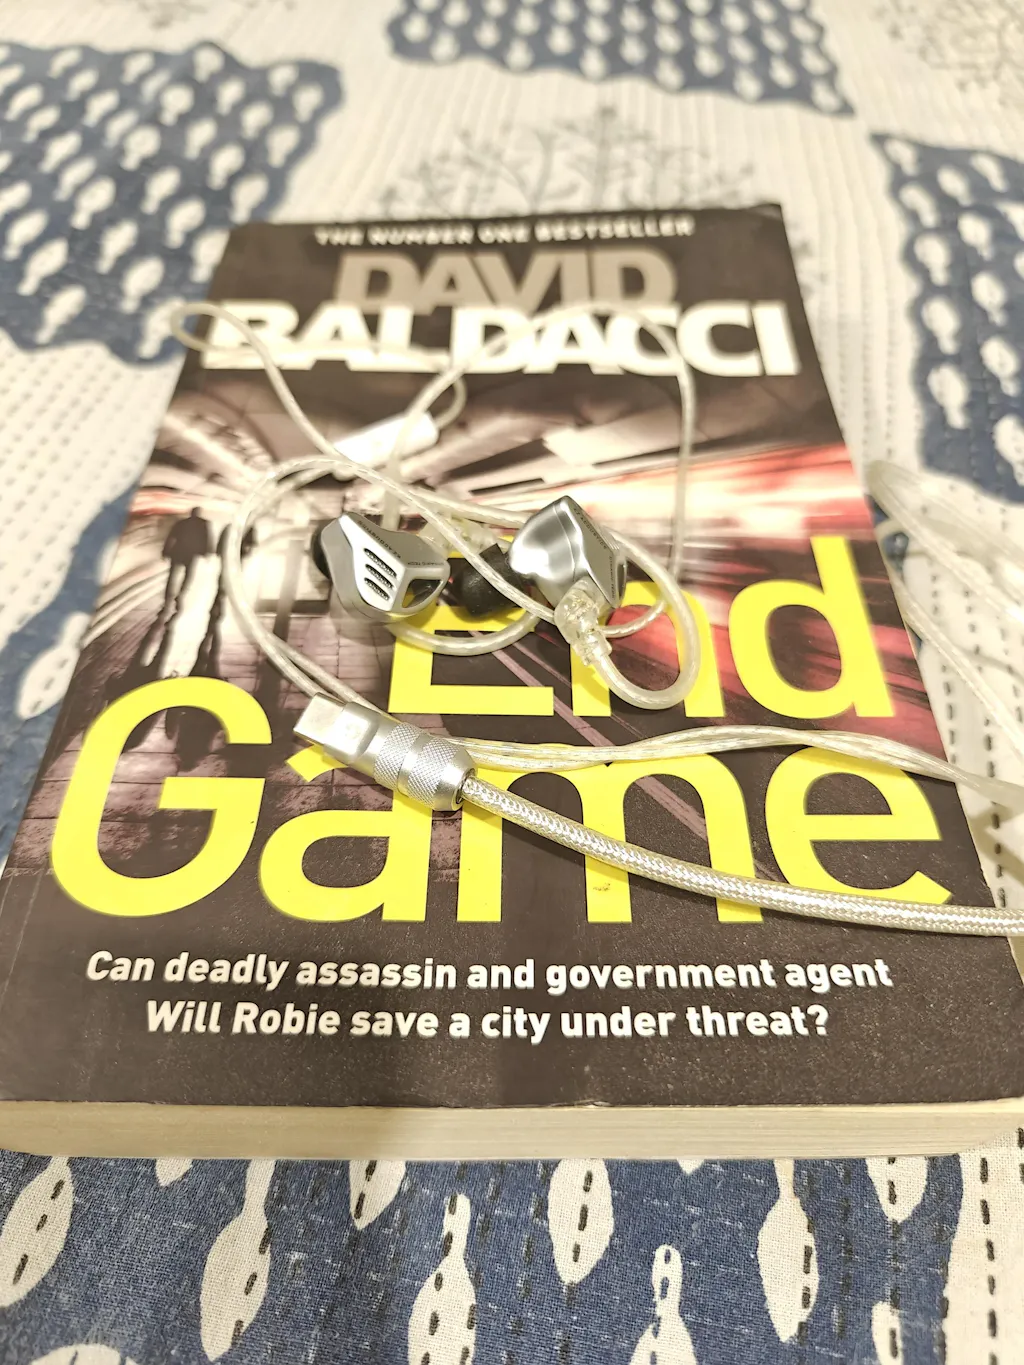 THE NUMBER ONE BESTSELLER
DAVID
BALDACCI
End
Game
Can deadly assassin and government agent
Will Robie save a city under threat?